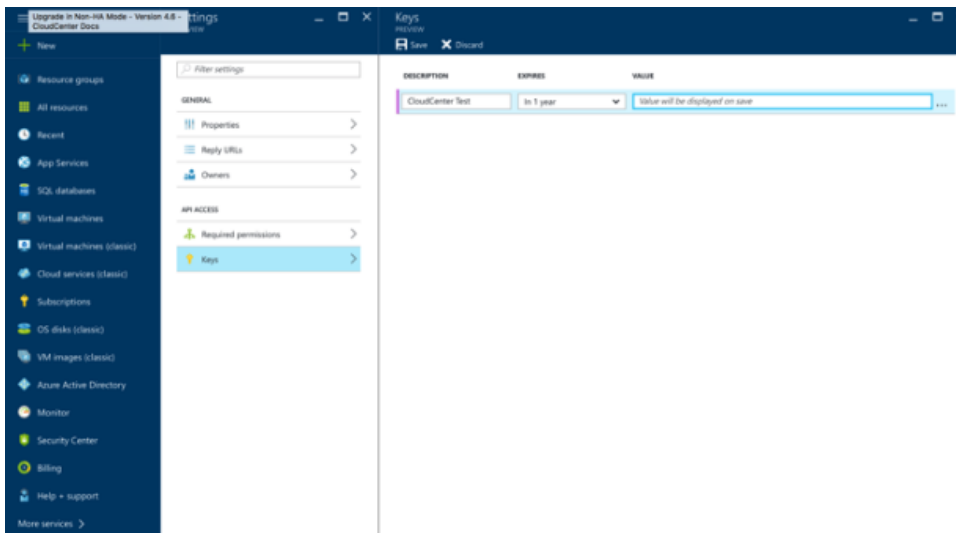 Upgrade in Non-HA Mode - Version 4.6 -
CloudCenter Docs
New
Resource groups
All resources
Recent
App Services
SQL databases
Virtual machines
Virtual machines (classic)
Cloud services (classic)
Subscriptions
OS disks (classic)
VM images (classic)
Azure Active Directory
Monitor
Security Center
Billing
Help + support
More services
ttings
Filter settings
GENERAL
Properties
Reply URLs
Owners
API ACCESS
Required permissions
Keys
Keys
PREVIEW
Save Discard
DESCRIPTION EXPIRES VALUE
CloudCenter Test In 1 year Value will be displayed on save
...